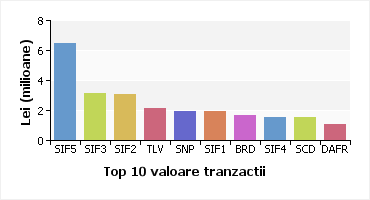 Lei (milioane)
8
6
4
2
0
SIF5 SIF3 SIF2 TLV SNP SIF1 BRD SIF4 SCD DAFR
Top 10 valoare tranzactii